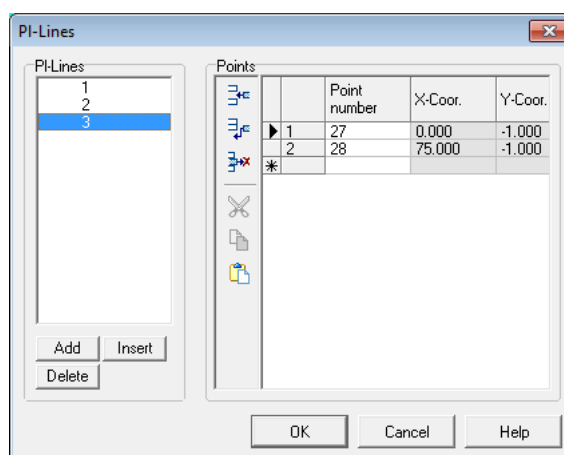 PI-Lines
PI-Lines
1
2
3
Add Insert
Delete
Points
Point number X-Coor. Y-Coor.
1 27 0.000 -1.000
2 28 75.000 -1.000
OK Cancel Help